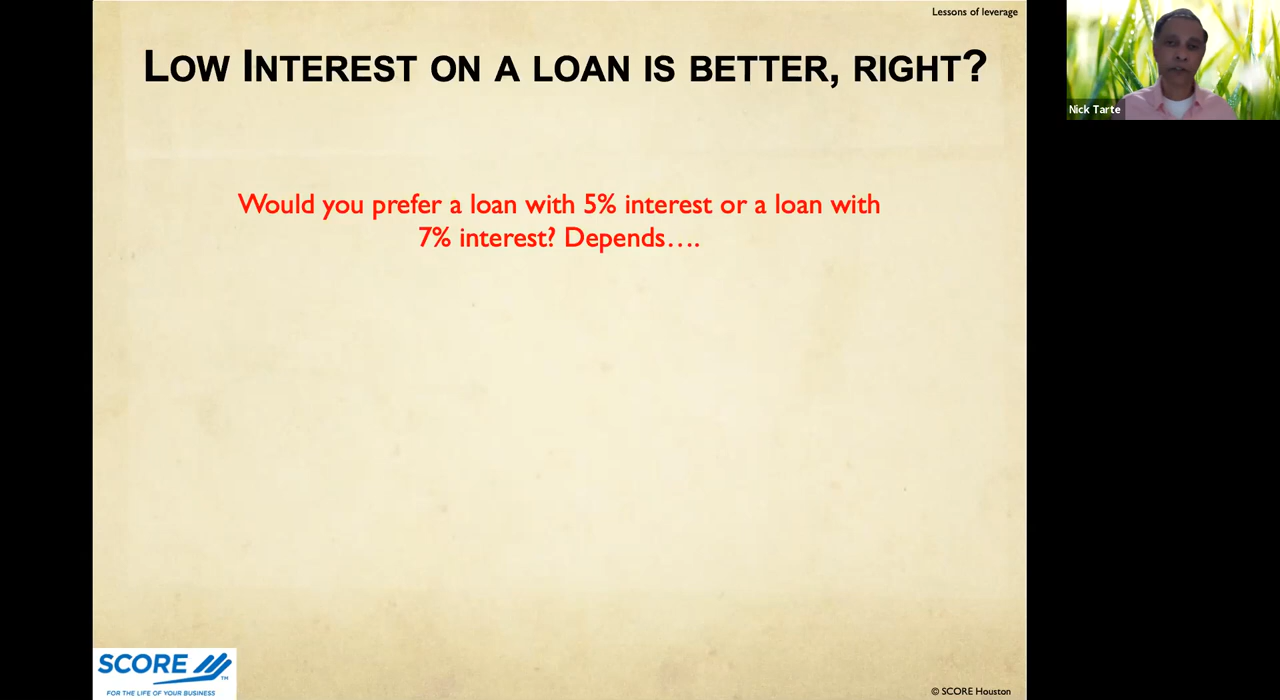 Lessons of leverage
LOW INTEREST ON A LOAN IS BETTER, RIGHT?
Nick Tarte
Would you prefer a loan with 5% interest or a loan with
7% interest? Depends....
SCORE TM
FOR THE LIFE OF YOUR BUSINESS
© SCORE Houston